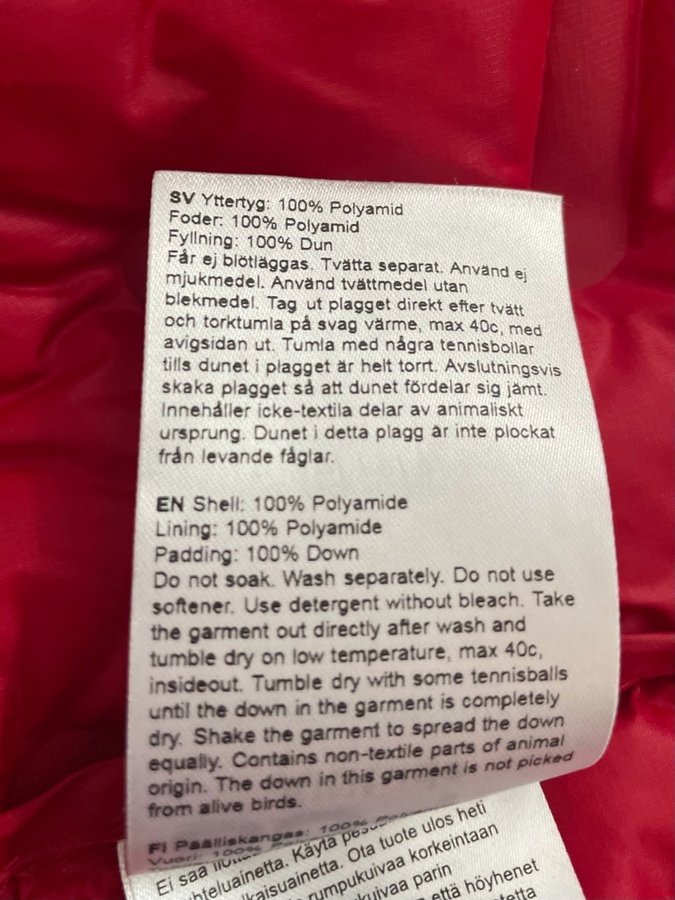 SV Yttertyg: 100% Polyamid
Foder: 100% Polyamid
Fyllning: 100% Dun
Får ej blötläggas. Tvätta separat. Använd ej
mjukmedel. Använd tvättmedel utan
blekmedel. Tag ut plagget direkt efter tvätt
och torktumla på svag värme, max 40c, med
avigsidan ut. Tumla med några tennisbollar
tills dunet i plagget är helt torrt. Avslutningsvis
skaka plagget så att dunet fördelar sig jämt.
Innehåller icke-textila delar av animaliskt
ursprung. Dunet i detta plagg är inte plockat
från levande fåglar.
EN Shell: 100% Polyamide
Lining: 100% Polyamide
Padding: 100% Down
Do not soak. Wash separately. Do not use
softener. Use detergent without bleach. Take
the garment out directly after wash and
tumble dry on low temperature, max 40c,
insideout. Tumble dry with some tennisballs
until the down in the garment is completely
dry. Shake the garment to spread the down
equally. Contains non-textile parts of animal
origin. The down in this garment is not picked
from alive birds.
FI Päälliskangas: 100%
Vuori: 100%
Ei saa
Käytä
Ota tuote ulos heti
rumpukuivaa korkeintaan
parin
että höyhenet